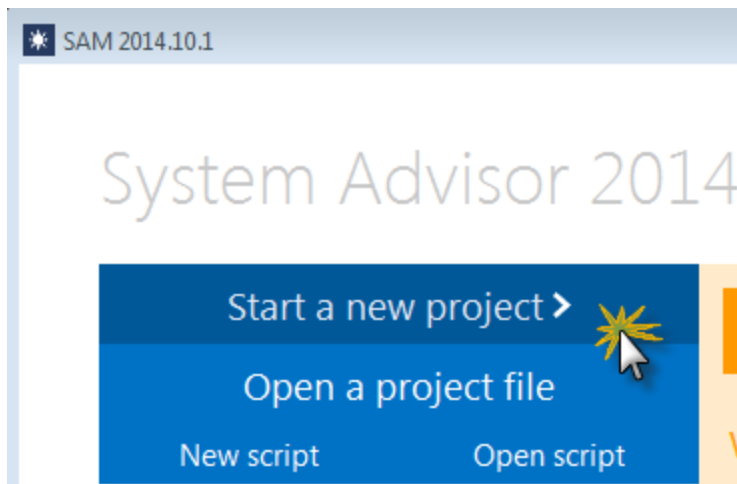 SAM 2014.10.1
System Advisor 2014
Start a new project >
Open a project file
New script Open script